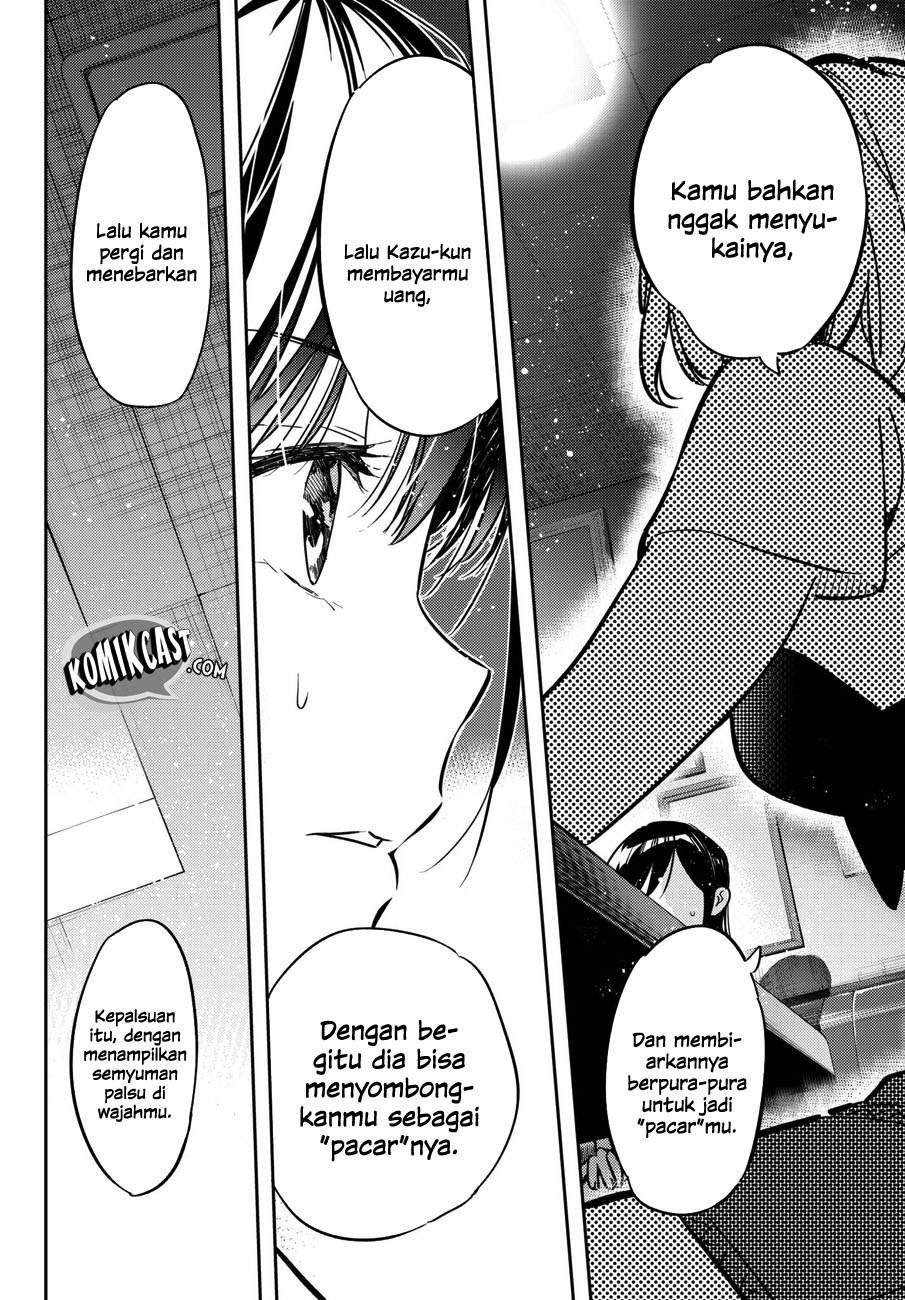 Kamu bahkan
nggak menyu-
kainya,
Dan membi-
arkannya
berpura-pura
untuk jadi
"pacar"mu.
Lalu Kazu-kun
membayarmu
uang,
Dengan be-
gitu dia bisa
menyombong-
kanmu sebagai
"pacar"nya.
Lalu kamu
pergi dan
menebarkan
Kepalsuan
itu, dengan
menampilkan
semyuman
palsu di
wajahmu.
KOMIKCAST
.COM